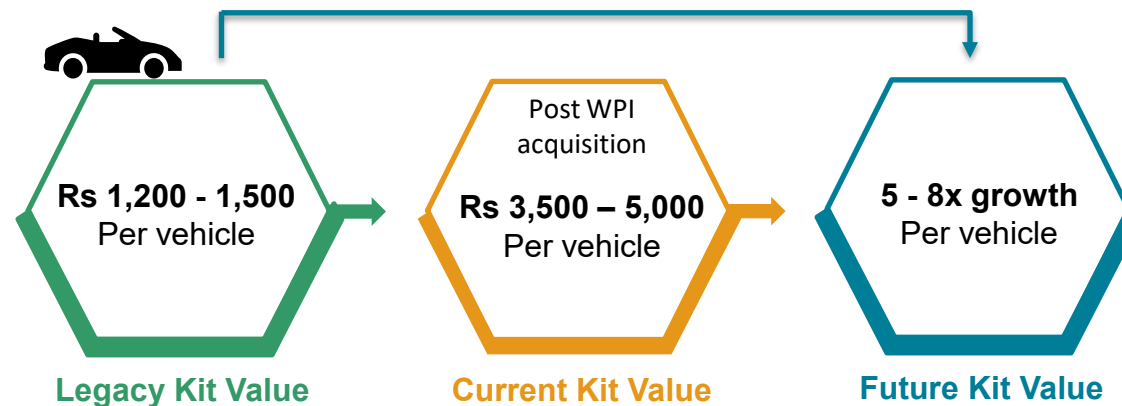 Rs 1,200 - 1,500
Per vehicle
Legacy Kit Value
Post WPI
acquisition
Rs 3,500 – 5,000
Per vehicle
Current Kit Value
5 - 8x growth
Per vehicle
Future Kit Value